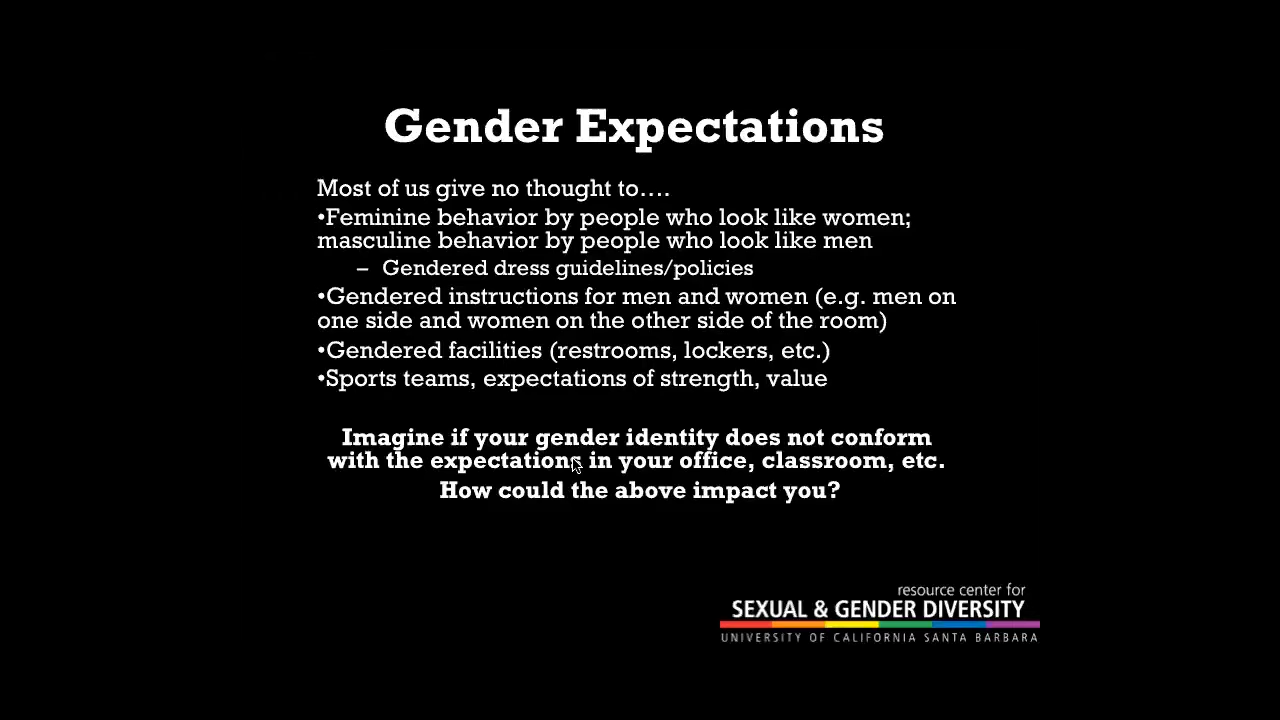 Gender Expectations
Most of us give no thought to....
•Feminine behavior by people who look like women;
masculine behavior by people who look like men
– Gendered dress guidelines/policies
•Gendered instructions for men and women (e.g. men on
one side and women on the other side of the room)
•Gendered facilities (restrooms, lockers, etc.)
•Sports teams, expectations of strength, value
Imagine if your gender identity does not conform
with the expectations in your office, classroom, etc.
How could the above impact you?
resource center for
SEXUAL & GENDER DIVERSITY
UNIVERSITY OF CALIFORNIA SANTA BARBARA